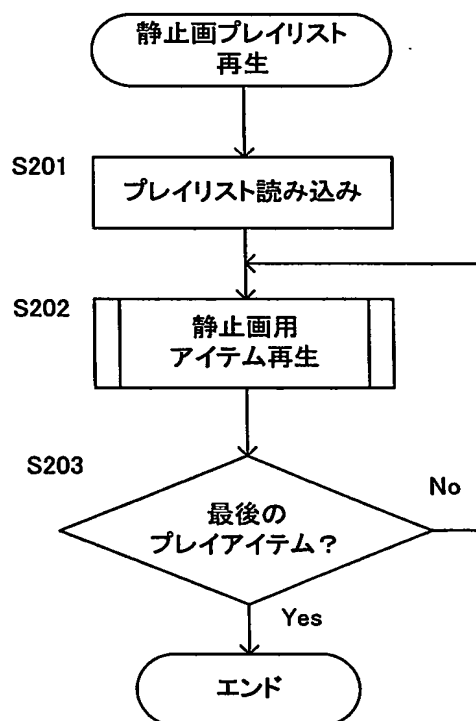 静止画プレイリスト
再生
S201
プレイリスト読み込み
S202
静止画用
アイテム再生
S203
最後の
プレイアイテム？
No
Yes
エンド